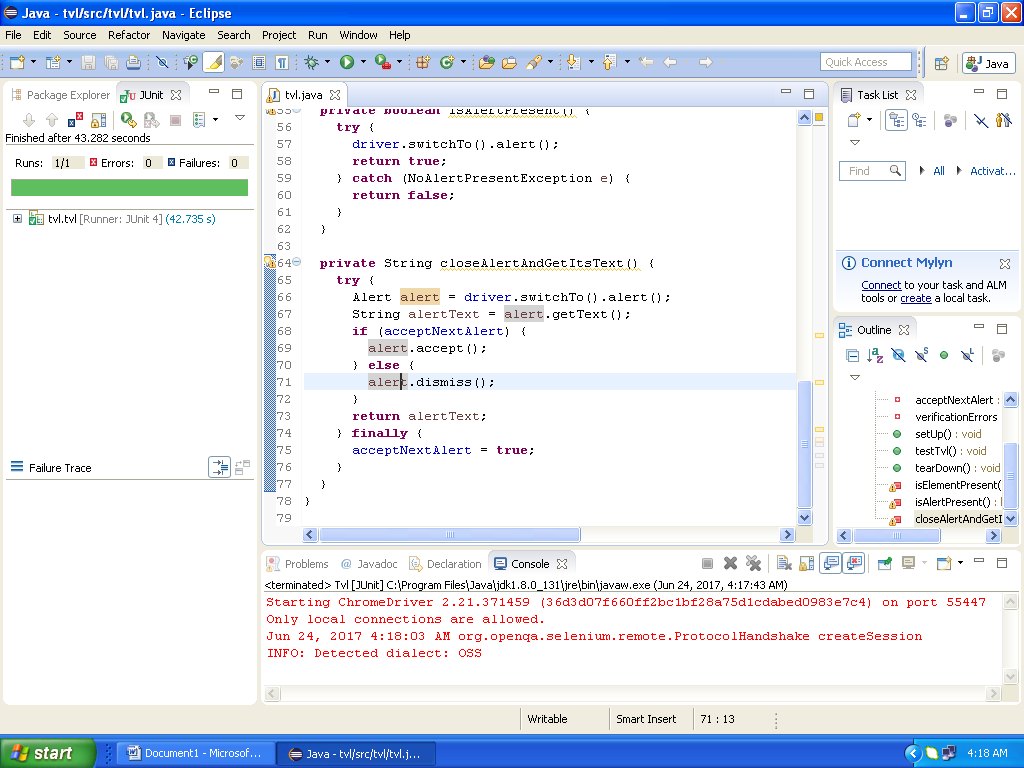 Java - tvl/src/tvl/tvl.java - Eclipse
File Edit Source Refactor Navigate Search Project Run Window Help
Quick Access
Java
Package Explorer JUnit
Finished after 43.282 seconds
Runs: 1/1 Errors: 0 Failures: 0
tvl.tvl [Runner: JUnit 4] (42.735 s)
Failure Trace
tvl.java
55 private boolean isAlertPresent() {
56 try {
57 driver.switchTo().alert();
58 return true;
59 } catch (NoAlertPresentException e) {
60 return false;
61 }
62 }
63
64 private String closeAlertAndGetItsText() {
65 try {
66 Alert alert = driver.switchTo().alert();
67 String alertText = alert.getText();
68 if (acceptNextAlert) {
69 alert.accept();
70 } else {
71 alert.dismiss();
72 }
73 return alertText;
74 } finally {
75 acceptNextAlert = true;
76 }
77 }
78 }
79
Task List
Find All Activat...
Connect Mylyn
Connect to your task and ALM
tools or create a local task.
Outline
acceptNextAlert :
verificationErrors
setUp() : void
testTvl() : void
tearDown() : void
isElementPresent(
isAlertPresent() :
closeAlertAndGetI
Problems Javadoc Declaration Console
<terminated> Tvl [JUnit] C:\Program Files\Java\jdk1.8.0_131\jre\bin\javaw.exe (Jun 24, 2017, 4:17:43 AM)
Starting ChromeDriver 2.21.371459 (36d3d07f660ff2bc1bf28a75d1cdabed0983e7c4) on port 55447
Only local connections are allowed.
Jun 24, 2017 4:18:03 AM org.openqa.selenium.remote.ProtocolHandshake createSession
INFO: Detected dialect: OSS
Writable Smart Insert 71 : 13
start Document1 - Microsof... Java - tvl/src/tvl/tvl.j... 4:18 AM